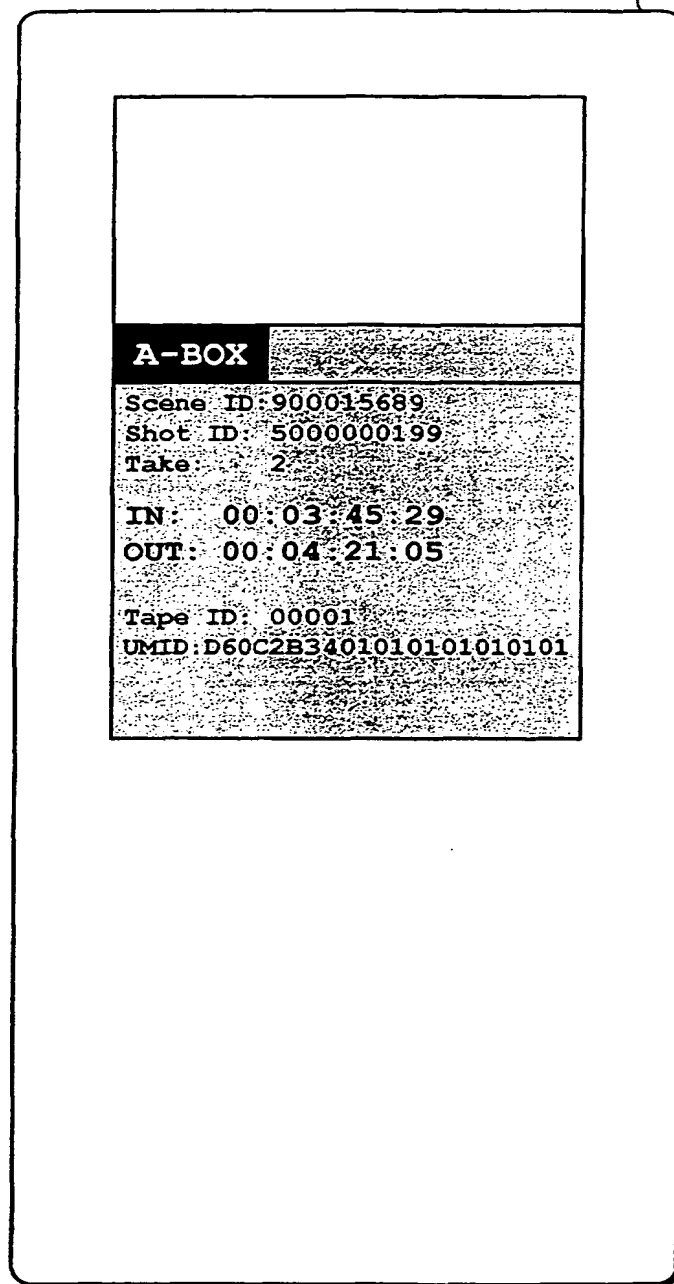 A-BOX
Scene ID:900015689
Shot ID: 5000000199
Take: 2
IN: 00:03:45:29
OUT: 00:04:21:05
Tape ID: 00001
UMID:D60C2B340101010101010101